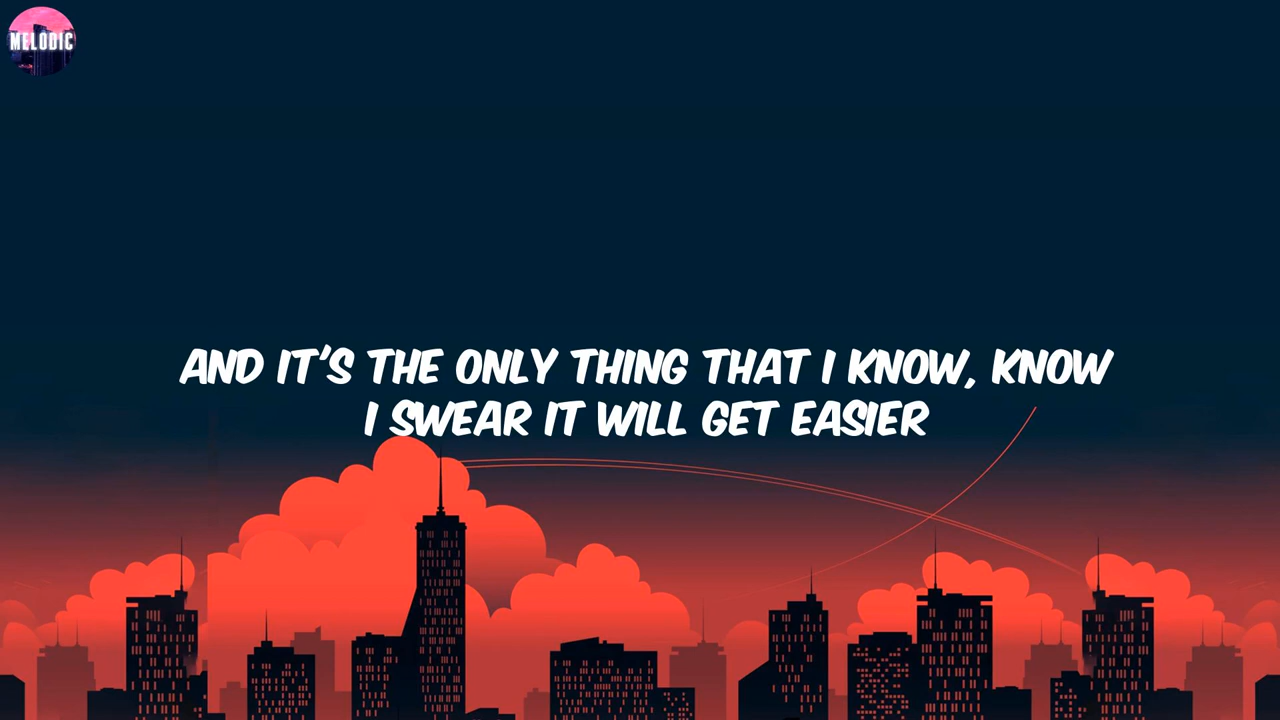 MELODIC
AND IT'S THE ONLY THING THAT I KNOW, KNOW
I SWEAR IT WILL GET EASIER